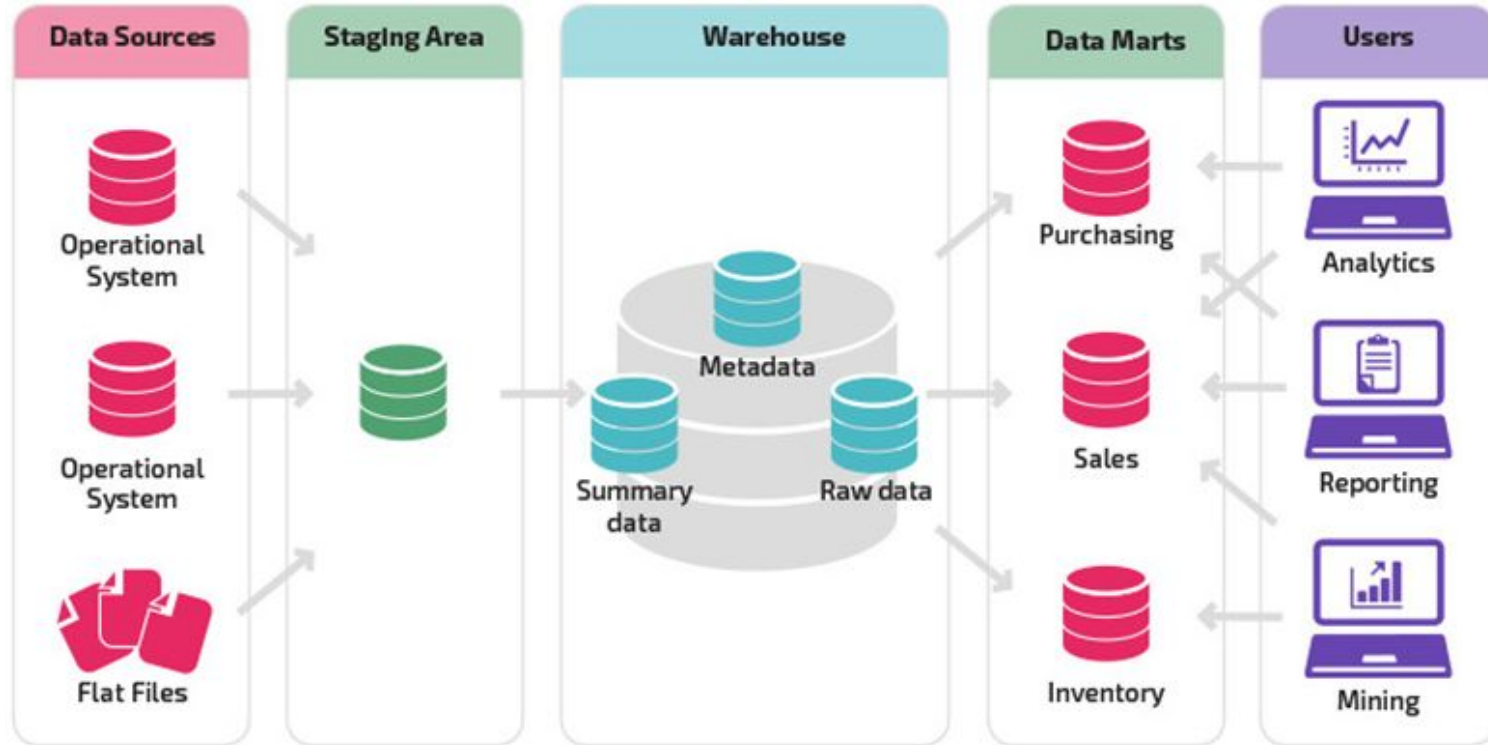 Data Sources
Staging Area
Warehouse
Data Marts
Users
Operational
System
Operational
System
Flat Files
Metadata
Summary
data
Raw data
Purchasing
Sales
Inventory
Analytics
Reporting
Mining